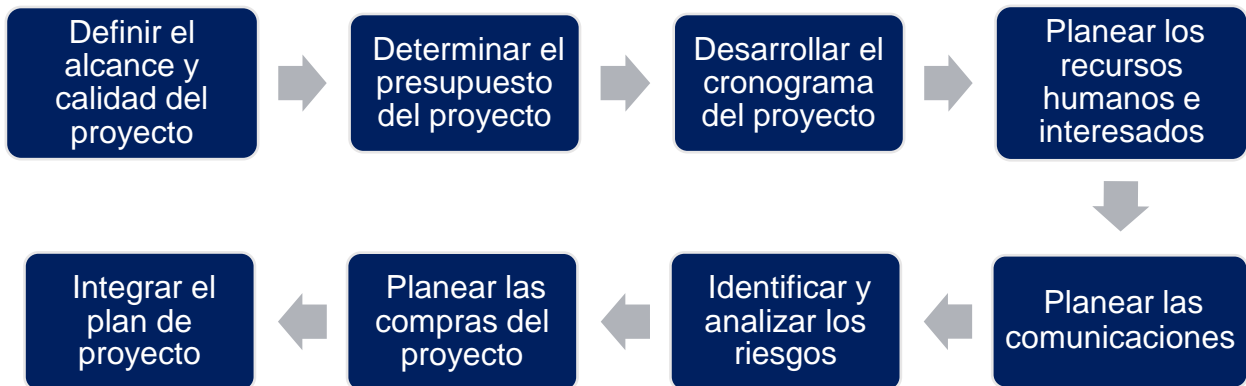 Definir el
alcance y
calidad del
proyecto
Determinar el
presupuesto
del proyecto
Desarrollar el
cronograma
del proyecto
Planear los
recursos
humanos e
interesados
Planear las
comunicaciones
Identificar y
analizar los
riesgos
Planear las
compras del
proyecto
Integrar el
plan de
proyecto